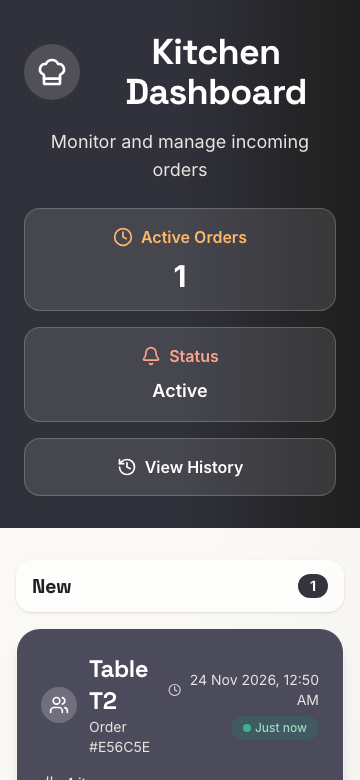 Kitchen
Dashboard
Monitor and manage incoming
orders
Active Orders
1
Status
Active
View History
New
1
Table
T2
Order
#E56C5E
24 Nov 2026, 12:50
AM
Just now